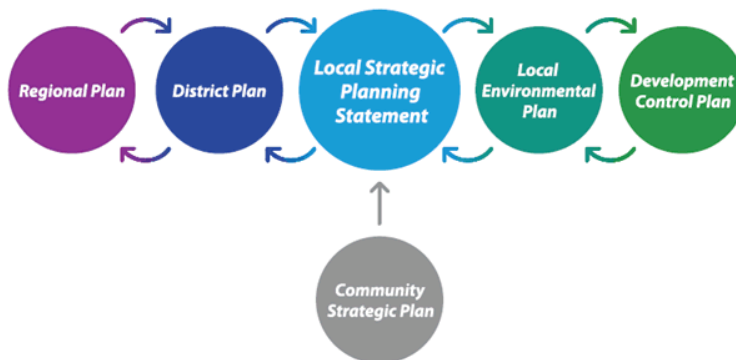 Regional Plan
District Plan
Local Strategic
Planning
Statement
Local
Environmental
Plan
Development
Control Plan
Community
Strategic Plan